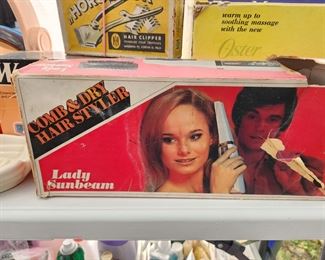 HAIR CLIPPER
warm up to
soothing massage
with the new
Oster
W
COMB & DRY
HAIR STYLER
Lady
Sunbeam